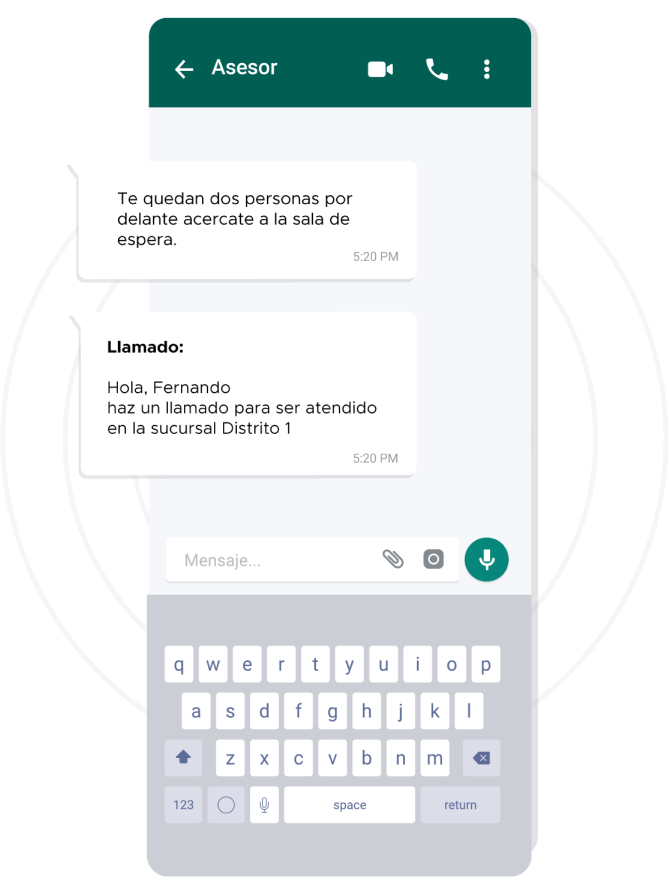 Asesor
Te quedan dos personas por
delante acercate a la sala de
espera.
5:20 PM
Llamado:
Hola, Fernando
haz un llamado para ser atendido
en la sucursal Distrito 1
5:20 PM
Mensaje...
q w e r t y u i o p
a s d f g h j k l
z x c v b n m
123 space return